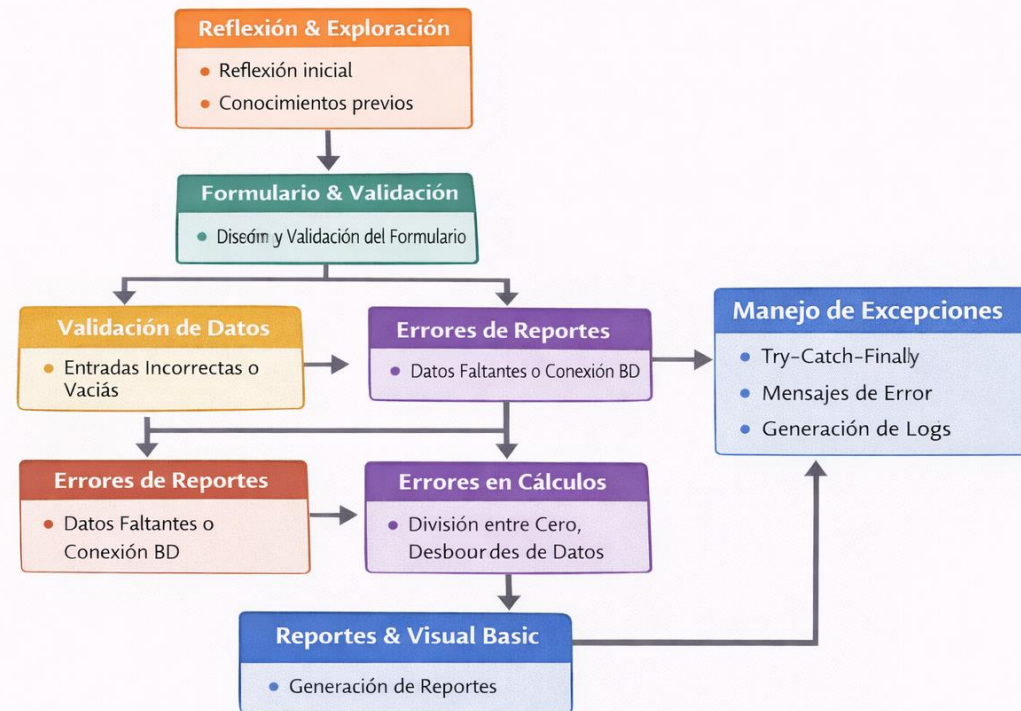 Reflexión & Exploración
Reflexión inicial
Conocimientos previos
Formulario & Validación
y Validación del Formulario
Validación de Datos
Entradas Incorrectas o
Vaciás
Errores de Reportes
Datos Faltantes o Conexión BD
Manejo de Excepciones
Try-Catch-Finally
Mensajes de Error
Generación de Logs
Errores de Reportes
Datos Faltantes o
Conexión BD
Errores en Cálculos
División entre Cero,
Desbourdes de Datos
Reportes & Visual Basic
Generación de Reportes